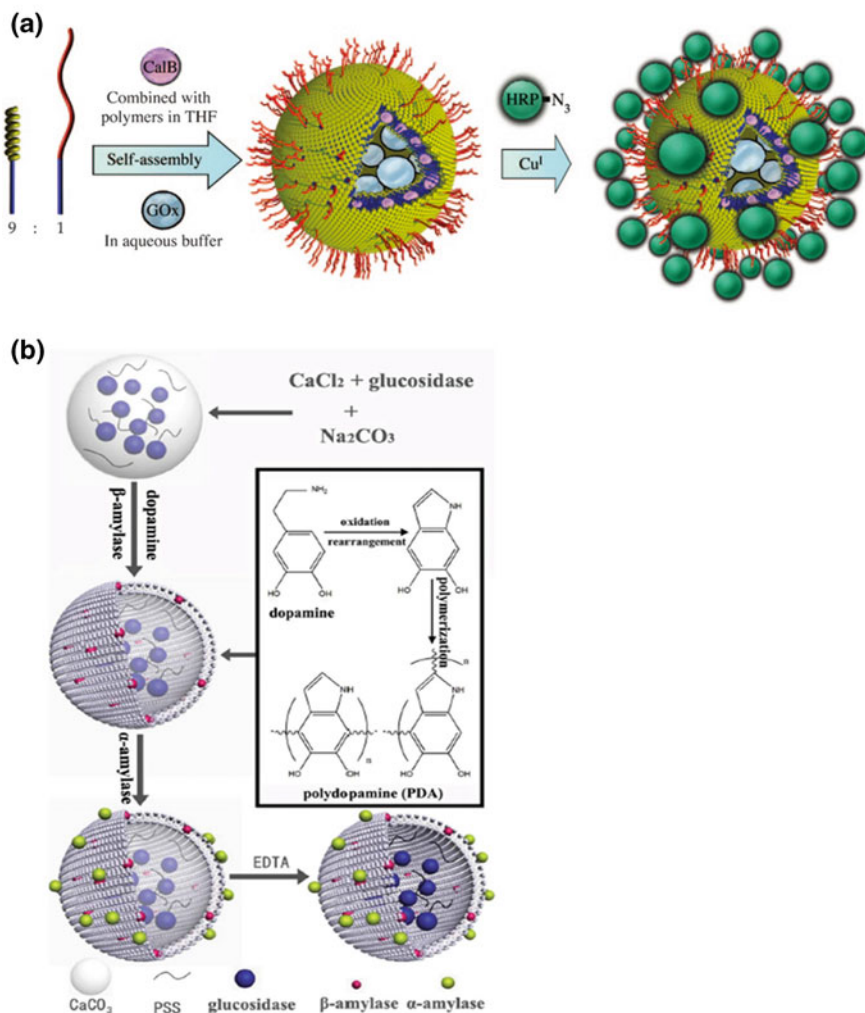 (a)
CalB
Combined with
polymers in THF
Self-assembly
GOx
In aqueous buffer
9 : 1
HRP-N₃
Cuᴵ
(b)
CaCl₂ + glucosidase
+
Na₂CO₃
dopamine
β-amylase
NH₂
HO
OH
dopamine
oxidation
rearrangement
NH
HO
OH
polymerization
n
NH
n
HO
OH
NH
HO
OH
polydopamine (PDA)
α-amylase
EDTA
CaCO₃
PSS
glucosidase
β-amylase
α-amylase